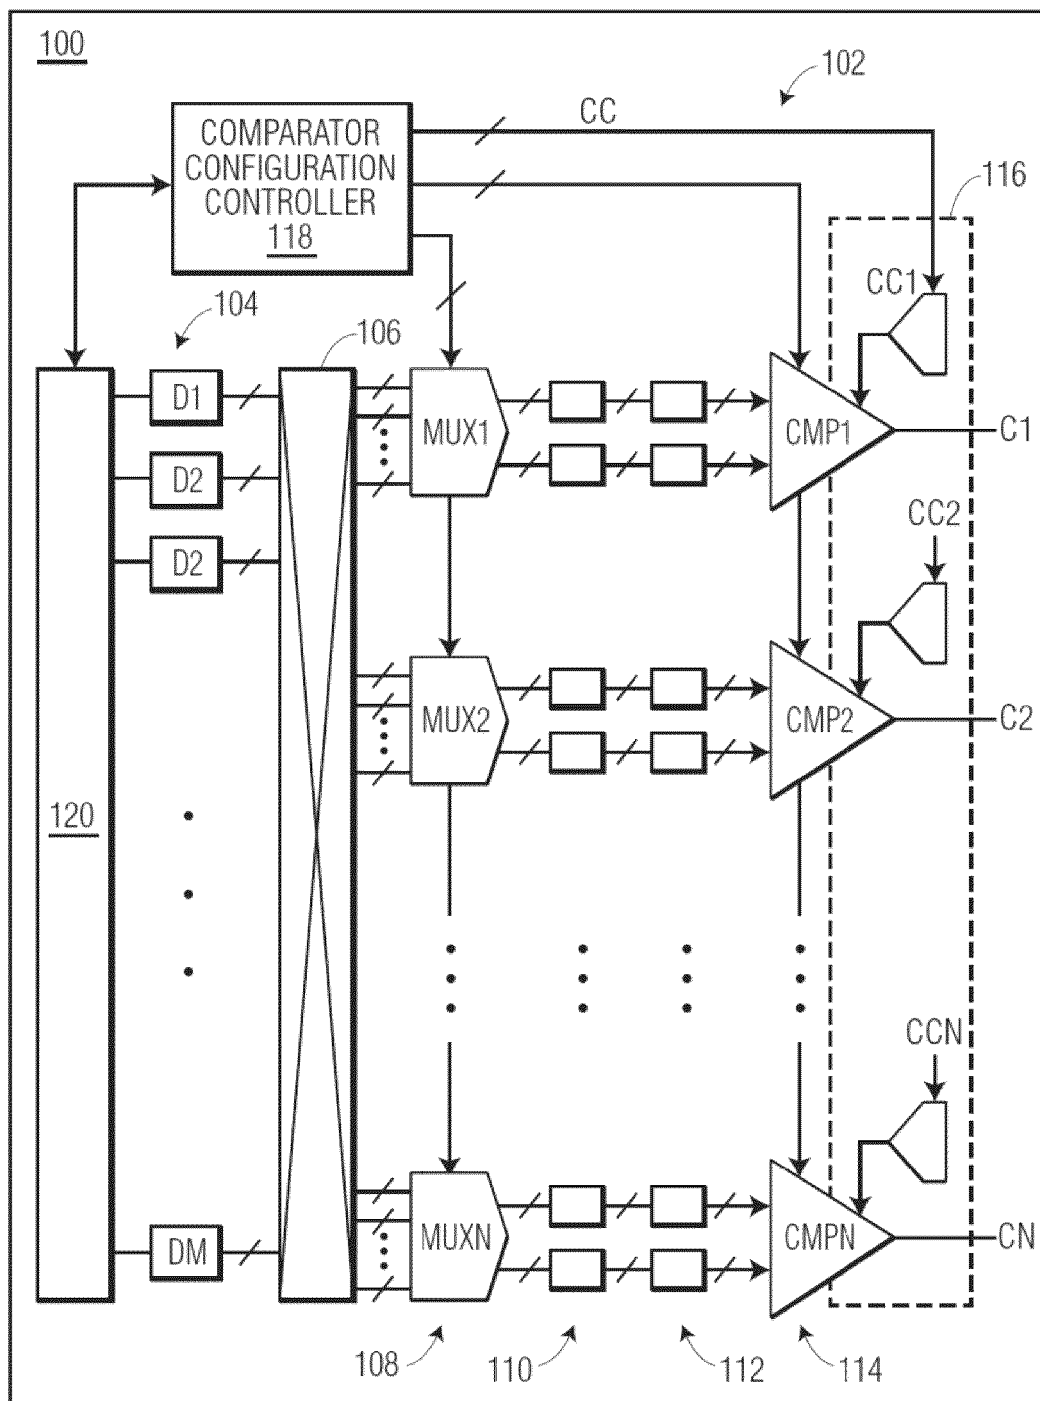 100
102
COMPARATOR
CONFIGURATION
CONTROLLER
118
CC
116
104
106
CC1
D1
MUX1
CMP1
C1
D2
CC2
D2
MUX2
CMP2
C2
120
CCN
DM
MUXN
CMPN
CN
108
110
112
114